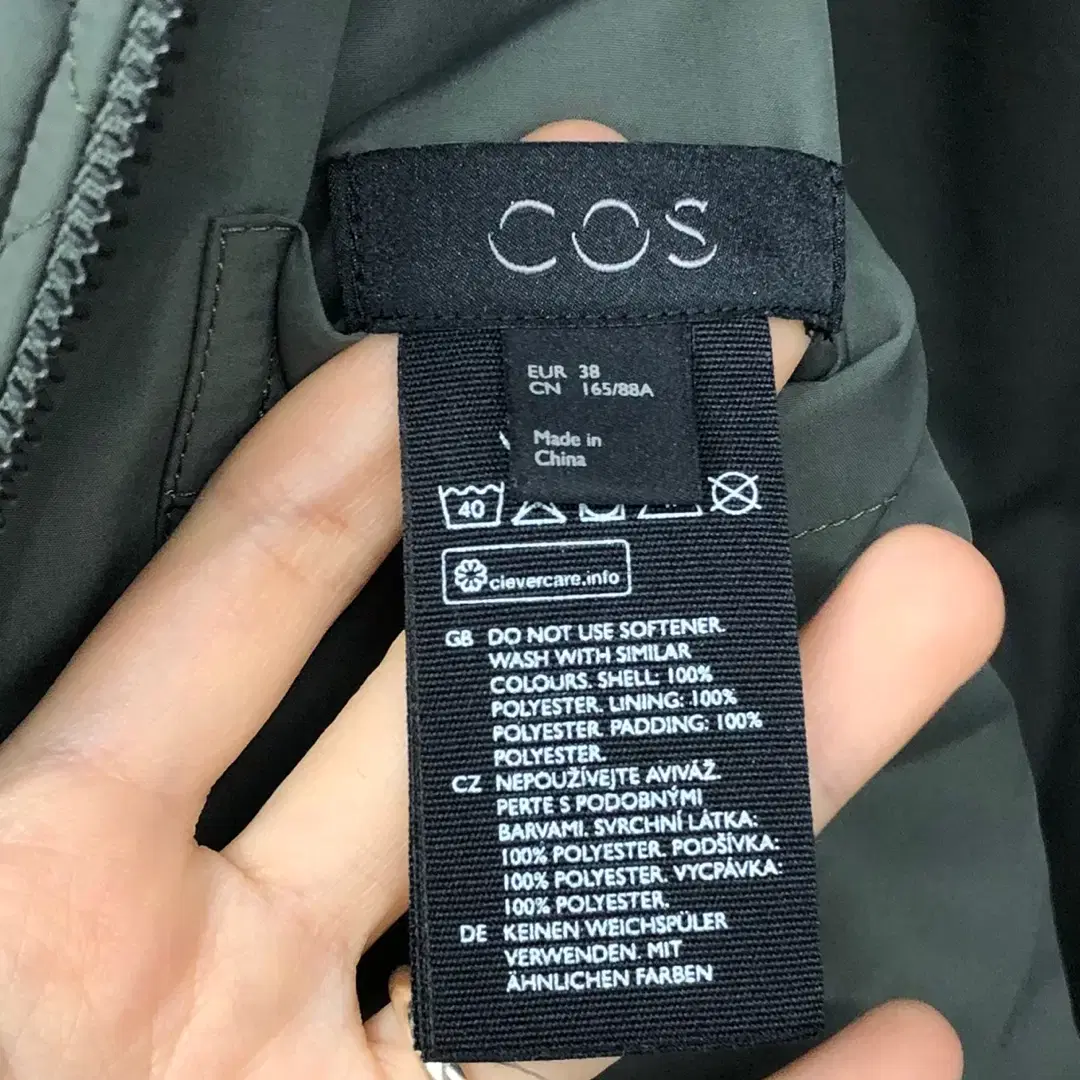 COS
EUR 38
CN 165/88A
Made in
China
40
clevercare.info
GB DO NOT USE SOFTENER.
WASH WITH SIMILAR
COLOURS. SHELL: 100%
POLYESTER. LINING: 100%
POLYESTER. PADDING: 100%
POLYESTER.
CZ NEPOUŽÍVEJTE AVIVÁŽ.
PERTE S PODOBNÝMI
BARVAMI. SVRCHNÍ LÁTKA:
100% POLYESTER. PODŠÍVKA:
100% POLYESTER. VYCPÁVKA:
100% POLYESTER.
DE KEINEN WEICHSPÜLER
VERWENDEN. MIT
ÄHNLICHEN FARBEN